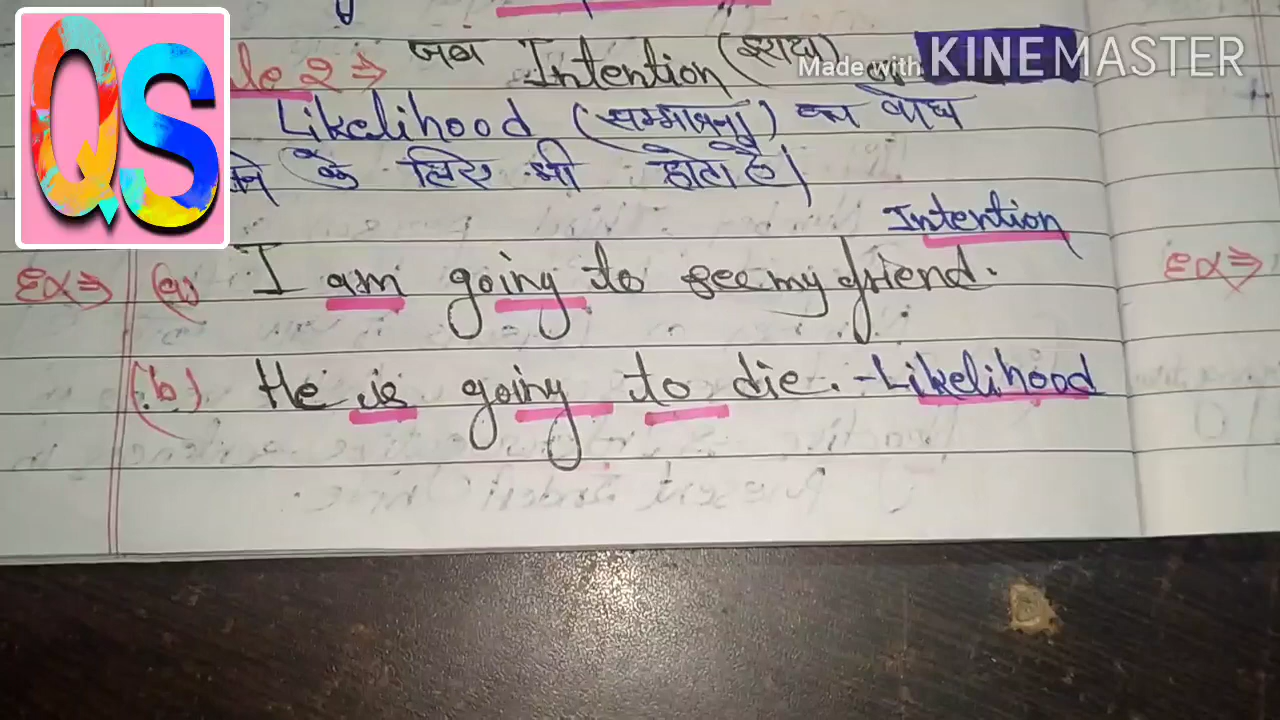 QS
Made with KINEMASTER
जब Intention (इरादा)
Likelihood (सम्भावना) का बोध
के लिए भी होता है।
Intention
Ex⇒ (a) I am going to see my friend. Ex⇒
(b) He is going to die. - Likelihood